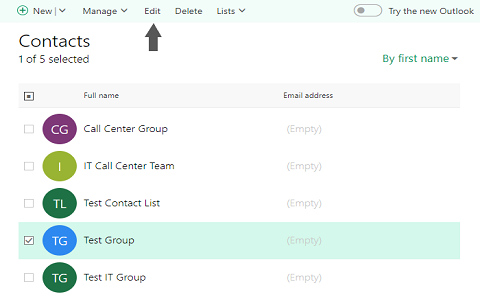 New | Manage Edit Delete Lists Try the new Outlook
Contacts
1 of 5 selected
By first name
Full name Email address
CG Call Center Group (Empty)
I IT Call Center Team (Empty)
TL Test Contact List (Empty)
TG Test Group (Empty)
TG Test IT Group (Empty)